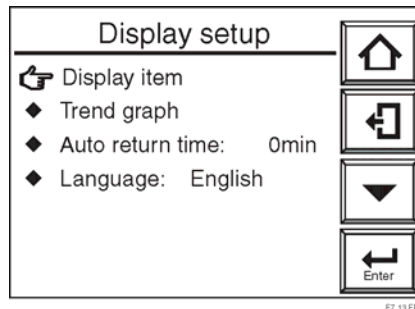 Display setup
Display item
Trend graph
Auto return time: 0min
Language: English
Enter